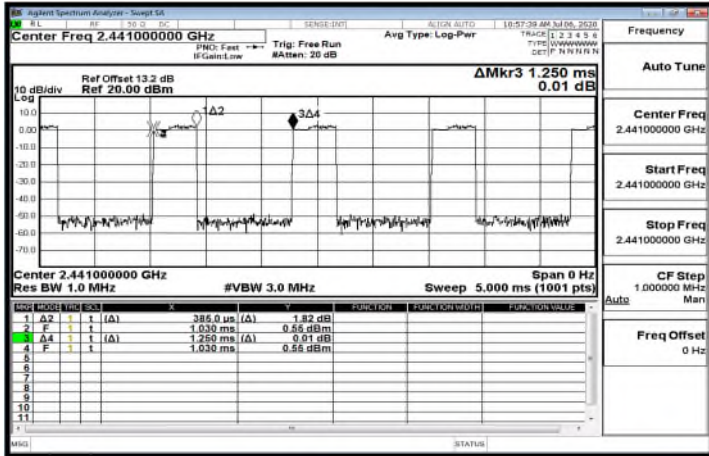 Agilent Spectrum Analyzer - Swept SA
RL RF 50 Ω DC SENSE:INT ALIGN AUTO 10:57:39 AM Jul 06, 2020
Center Freq 2.441000000 GHz
PNO: Fast
IFGain:Low
Trig: Free Run
#Atten: 20 dB
Avg Type: Log-Pwr
TRACE 1 2 3 4 5 6
TYPE WWWWWW
DET P N N N N N
Ref Offset 13.2 dB
Ref 20.00 dBm
10 dB/div
Log
ΔMkr3 1.250 ms
0.01 dB
1Δ2
3Δ4
10.0
0.00
-10.0
-20.0
-30.0
-40.0
-50.0
-60.0
-70.0
Center 2.441000000 GHz Span 0 Hz
Res BW 1.0 MHz #VBW 3.0 MHz Sweep 5.000 ms (1001 pts)
MKR MODE TRC SCL X Y FUNCTION FUNCTION WIDTH FUNCTION VALUE
1 Δ2 1 t (Δ) 385.0 µs (Δ) 1.82 dB
2 F 1 t 1.030 ms 0.55 dBm
3 Δ4 1 t (Δ) 1.250 ms (Δ) 0.01 dB
4 F 1 t 1.030 ms 0.55 dBm
5
6
7
8
9
10
11
MSG STATUS
Frequency
Auto Tune
Center Freq
2.441000000 GHz
Start Freq
2.441000000 GHz
Stop Freq
2.441000000 GHz
CF Step
1.000000 MHz
Auto Man
Freq Offset
0 Hz